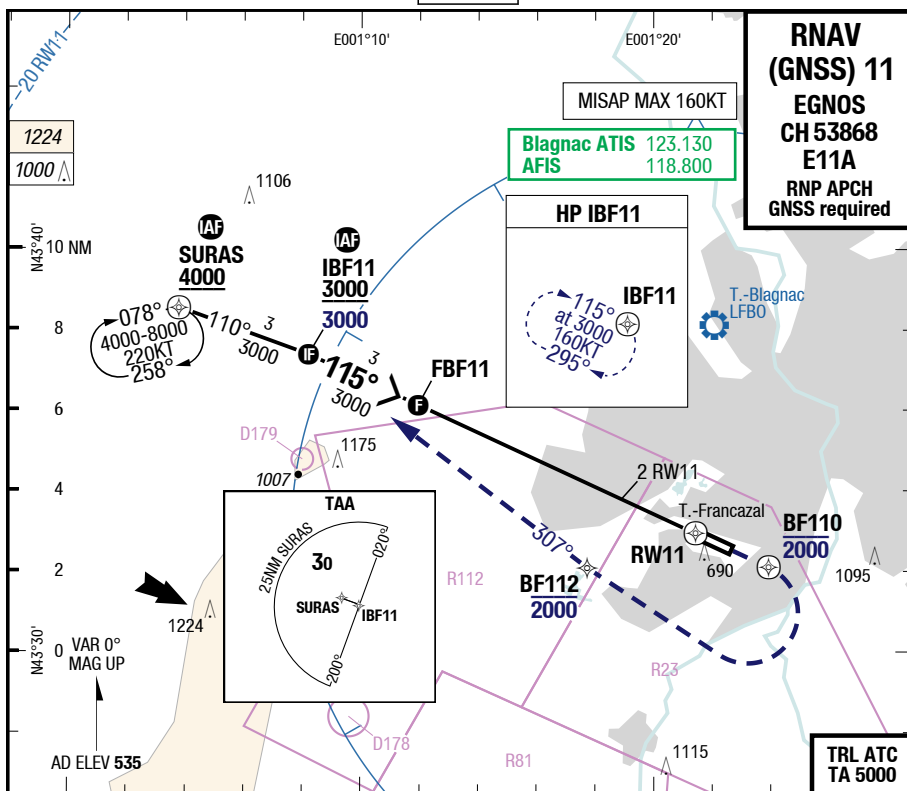 20 RW11
E001°10'
E001°20'
RNAV
(GNSS) 11
EGNOS
CH 53868
E11A
RNP APCH
GNSS required
MISAP MAX 160KT
Blagnac ATIS 123.130
AFIS 118.800
1224
1000
1106
N43°40'
10 NM
IAF
SURAS
4000
IAF
IBF11
3000
3000
HP IBF11
IBF11
115°
at 3000
160KT
295°
T.-Blagnac
LFBO
078°
4000-8000
220KT
258°
110°
3
3000
IF
115°
3
3000
F
FBF11
8
6
4
2
0
D179
1175
1007
2 RW11
T.-Francazal
RW11
690
BF110
2000
1095
307°
BF112
2000
R112
TAA
25NM SURAS
30
020°
SURAS
IBF11
200°
1224
N43°30'
VAR 0°
MAG UP
R23
D178
R81
1115
AD ELEV 535
TRL ATC
TA 5000